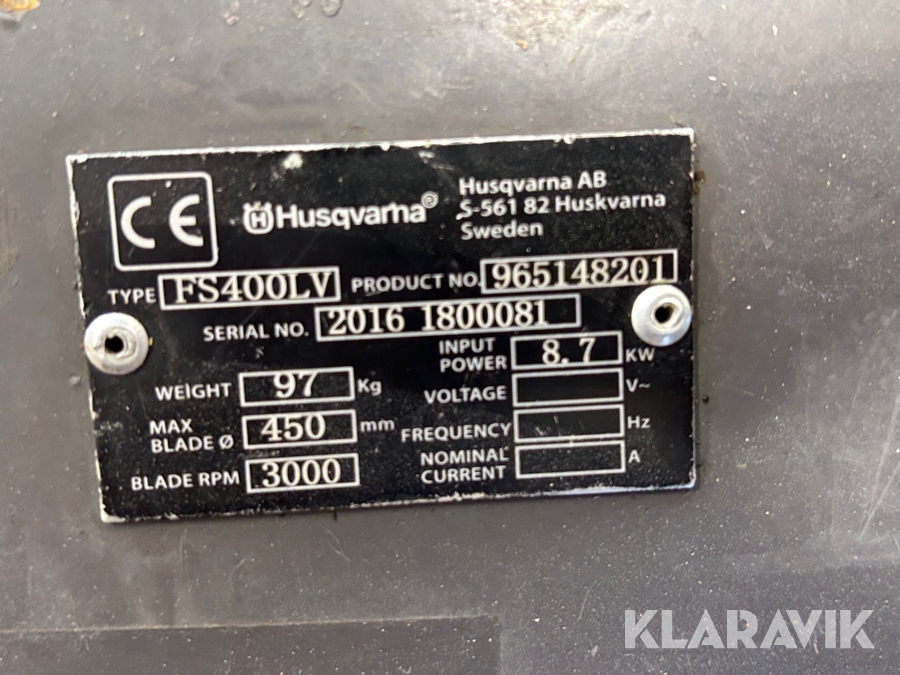 CE
Husqvarna®
Husqvarna AB
S-561 82 Huskvarna
Sweden
TYPE FS400LV PRODUCT NO. 965148201
SERIAL NO. 2016 1800081
WEIGHT 97 Kg
MAX BLADE Ø 450 mm
BLADE RPM 3000
INPUT POWER 8.7 KW
VOLTAGE V~
FREQUENCY Hz
NOMINAL CURRENT A
KLARAVIK